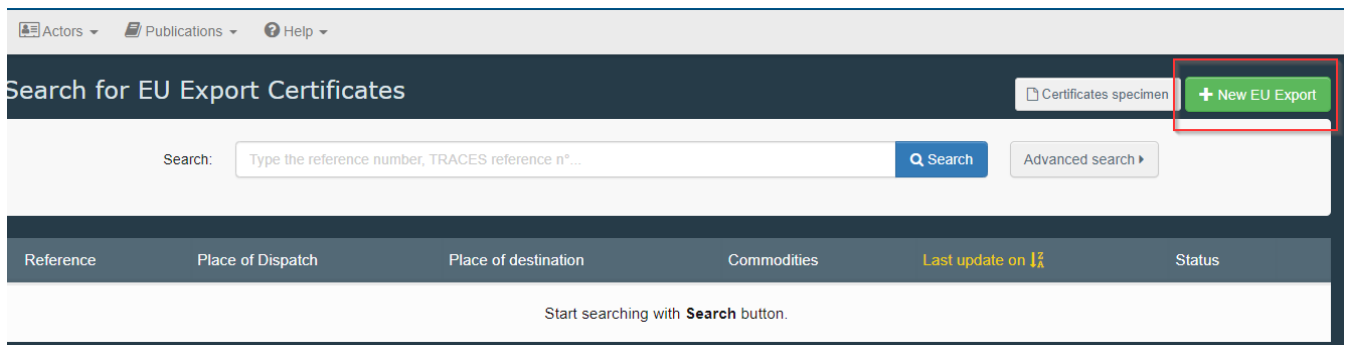 Actors Publications Help
Search for EU Export Certificates
Certificates specimen
New EU Export
Search: Type the reference number, TRACES reference n°... Search Advanced search
Reference Place of Dispatch Place of destination Commodities Last update on Status
Start searching with Search button.